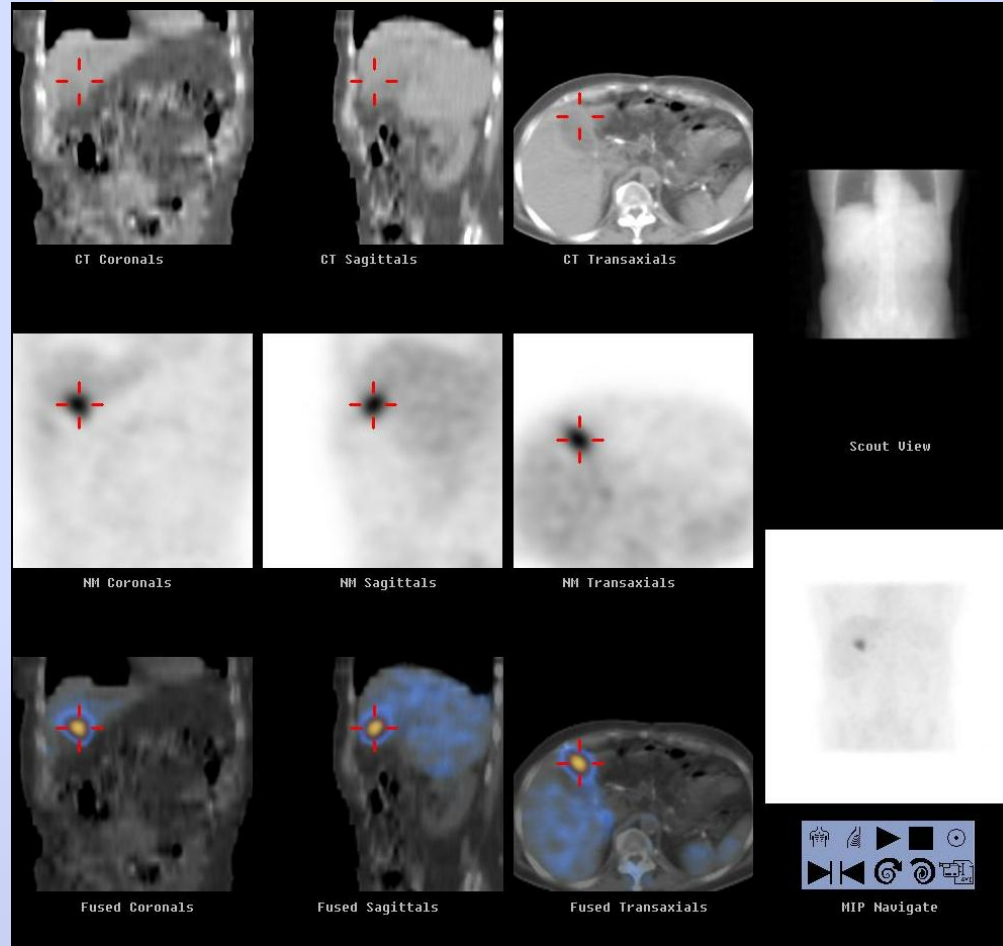 CT Coronals
CT Sagittals
CT Transaxials
NM Coronals
NM Sagittals
NM Transaxials
Scout View
Fused Coronals
Fused Sagittals
Fused Transaxials
MIP Navigate